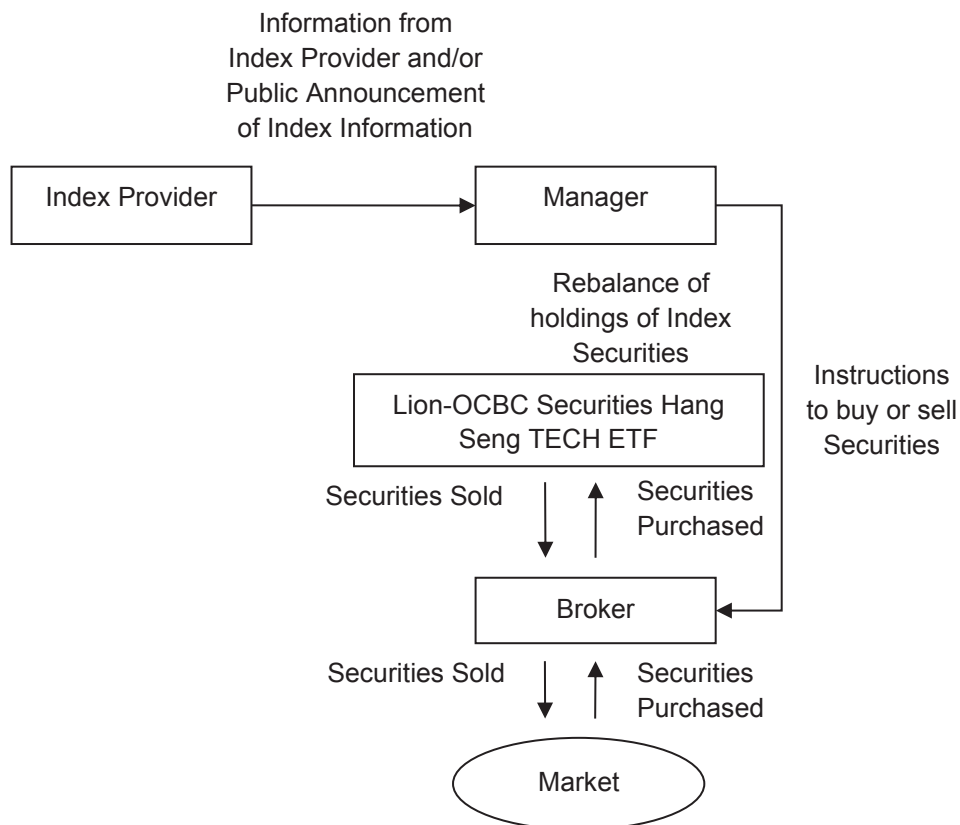 Information from
Index Provider and/or
Public Announcement
of Index Information
Index Provider
Manager
Rebalance of
holdings of Index
Securities
Instructions
to buy or sell
Securities
Lion-OCBC Securities Hang
Seng TECH ETF
Securities Sold
Securities
Purchased
Broker
Securities Sold
Securities
Purchased
Market